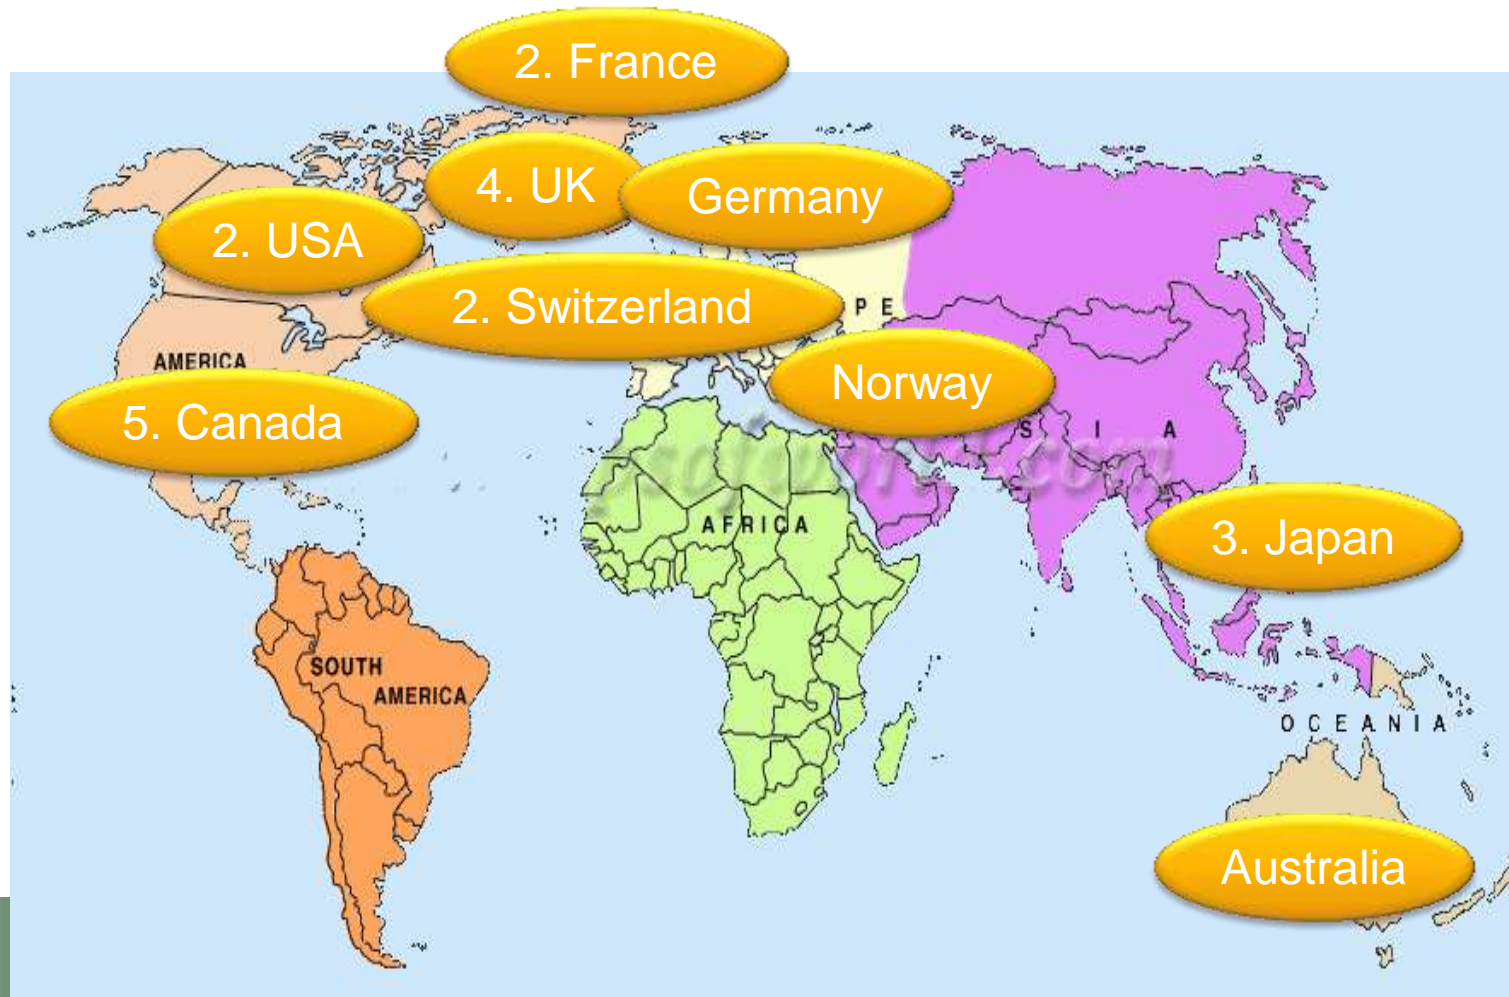 2. France
4. UK
Germany
2. USA
2. Switzerland
P E
AMERICA
Norway
5. Canada
S I A
AFRICA
3. Japan
SOUTH
AMERICA
OCEANIA
Australia